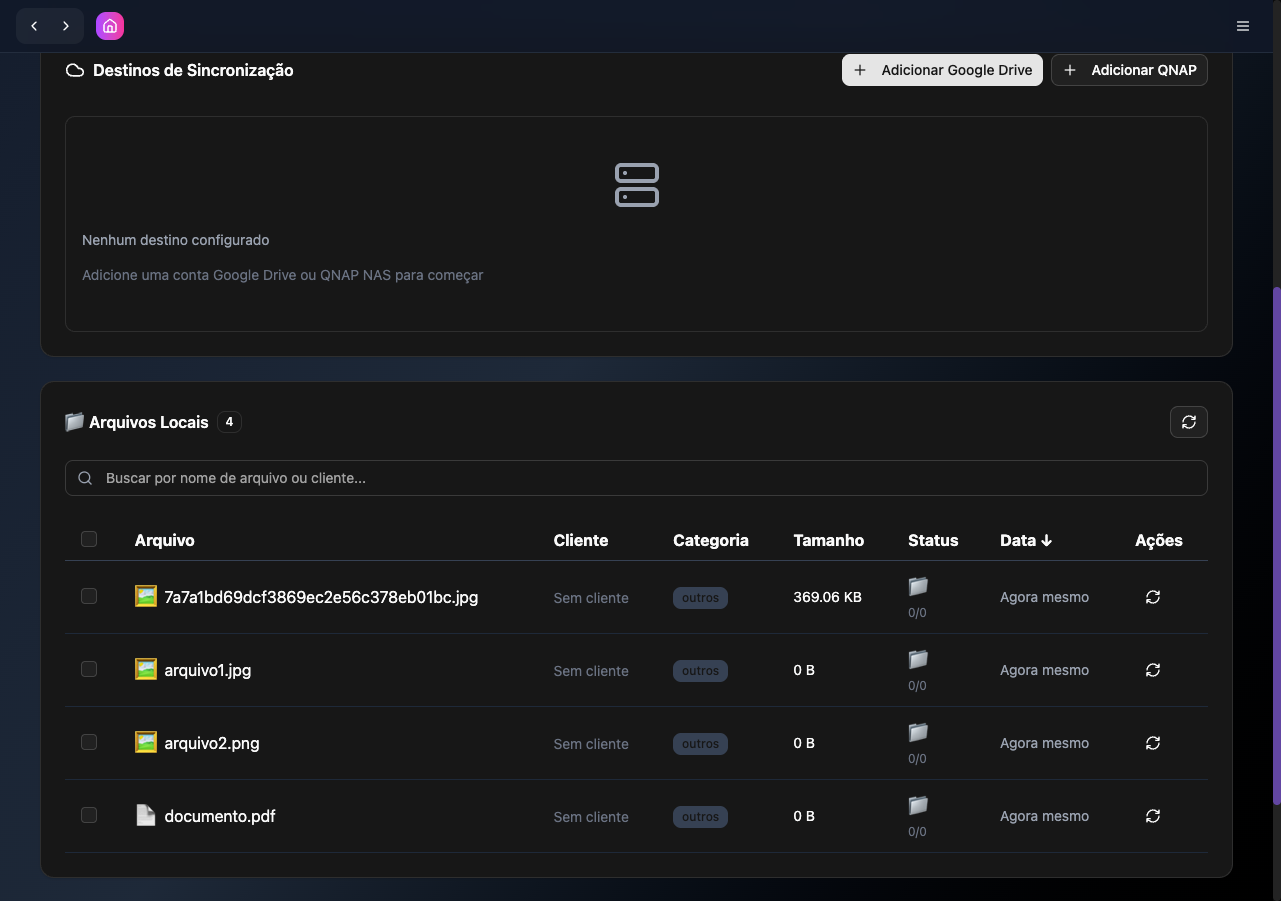 Destinos de Sincronização
Adicionar Google Drive
Adicionar QNAP
Nenhum destino configurado
Adicione uma conta Google Drive ou QNAP NAS para começar
Arquivos Locais 4
Buscar por nome de arquivo ou cliente...
Arquivo Cliente Categoria Tamanho Status Data ↓ Ações
7a7a1bd69dcf3869ec2e56c378eb01bc.jpg Sem cliente outros 369.06 KB 0/0 Agora mesmo
arquivo1.jpg Sem cliente outros 0 B 0/0 Agora mesmo
arquivo2.png Sem cliente outros 0 B 0/0 Agora mesmo
documento.pdf Sem cliente outros 0 B 0/0 Agora mesmo